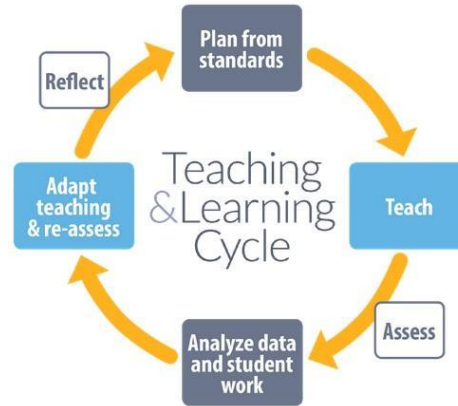 Plan from
standards
Reflect
Teach
Assess
Analyze data
and student
work
Adapt
teaching
& re-assess
Teaching
&Learning
Cycle